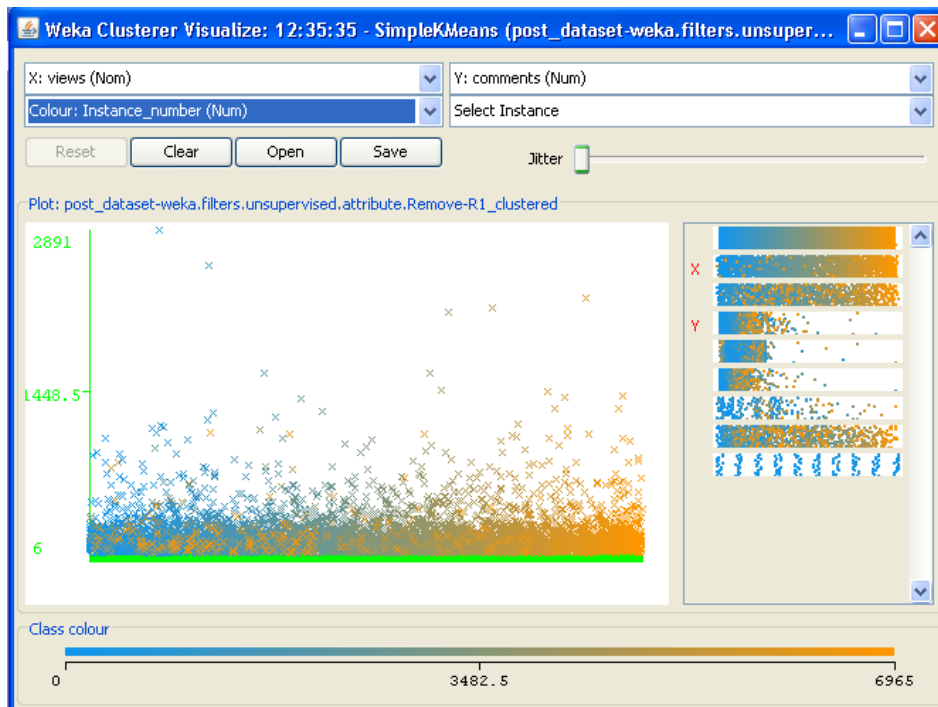 Weka Clusterer Visualize: 12:35:35 - SimpleKMeans (post_dataset-weka.filters.unsuper...
X: views (Nom) Y: comments (Num)
Colour: Instance_number (Num) Select Instance
Reset Clear Open Save Jitter
Plot: post_dataset-weka.filters.unsupervised.attribute.Remove-R1_clustered
2891
1448.5
6
X
Y
Class colour
0 3482.5 6965